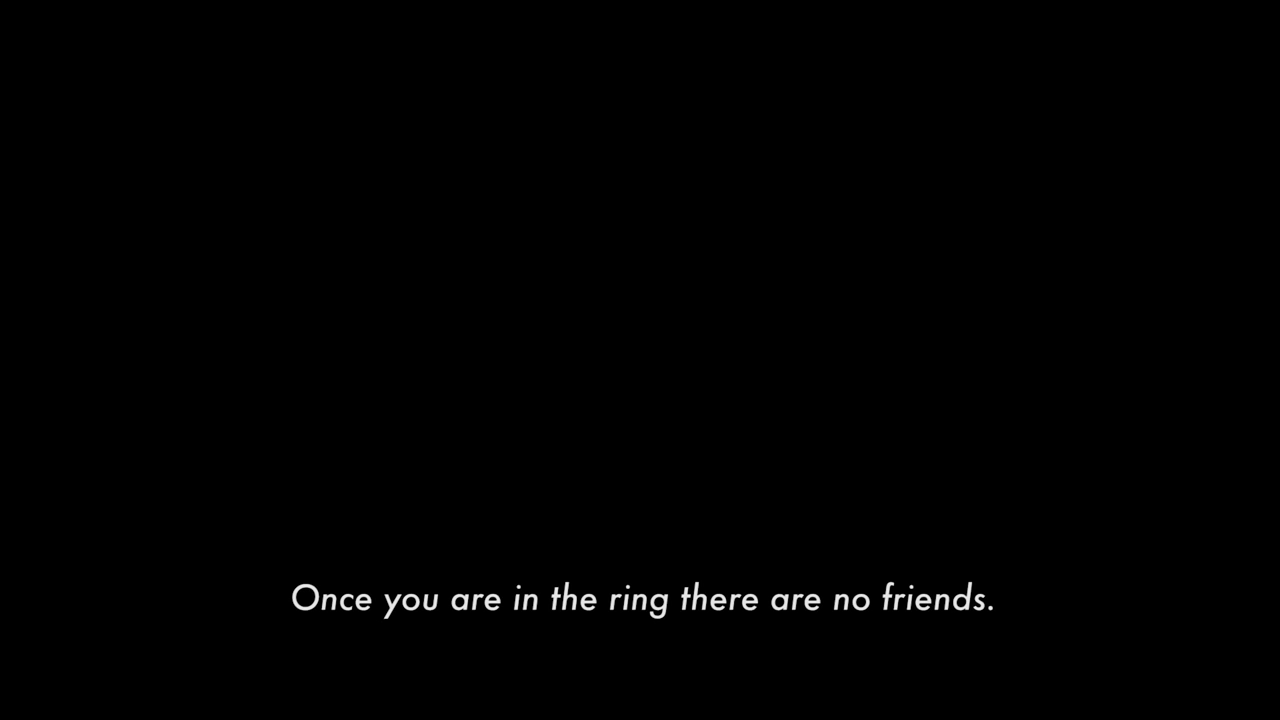 Once you are in the ring there are no friends.